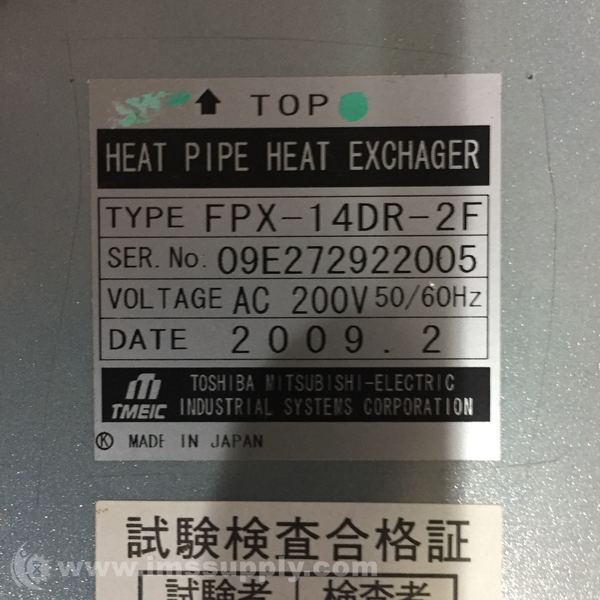 ↑ TOP
HEAT PIPE HEAT EXCHAGER
TYPE FPX-14DR-2F
SER. No: 09E272922005
VOLTAGE AC 200V 50/60Hz
DATE 2009.2
TMEIC
TOSHIBA MITSUBISHI-ELECTRIC
INDUSTRIAL SYSTEMS CORPORATION
Ⓚ MADE IN JAPAN
試験検査合格証
試験者 検査者
www.imssupply.com